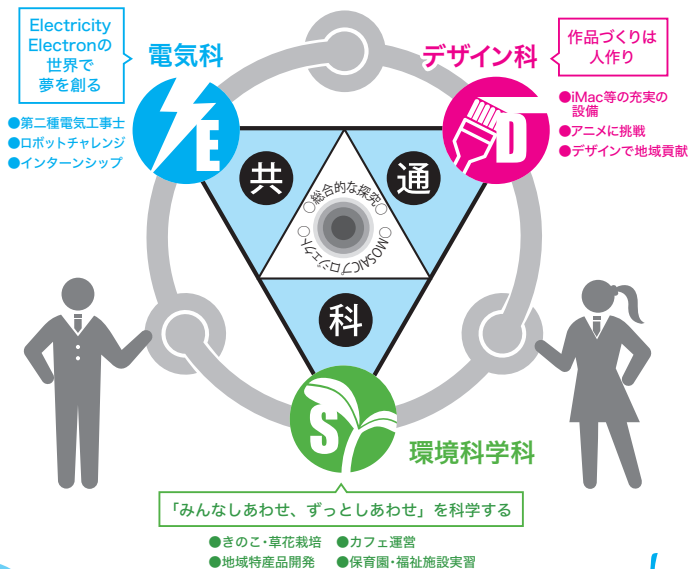 Electricity
Electronの
世界で
夢を創る
電気科
●第二種電気工事士
●ロボットチャレンジ
●インターンシップ
E
デザイン科
作品づくりは
人作り
●iMac等の充実の
設備
●アニメに挑戦
●デザインで地域貢献
D
共
通
科
○総合的な探究○
○MOSAICプロジェクト○
S
環境科学科
「みんなしあわせ、ずっとしあわせ」を科学する
●きのこ・草花栽培 ●カフェ運営
●地域特産品開発 ●保育園・福祉施設実習